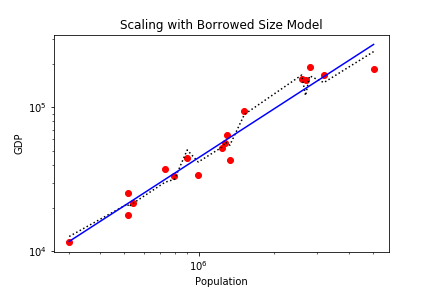 Scaling with Borrowed Size Model
GDP
10⁵
10⁴
10⁶
Population